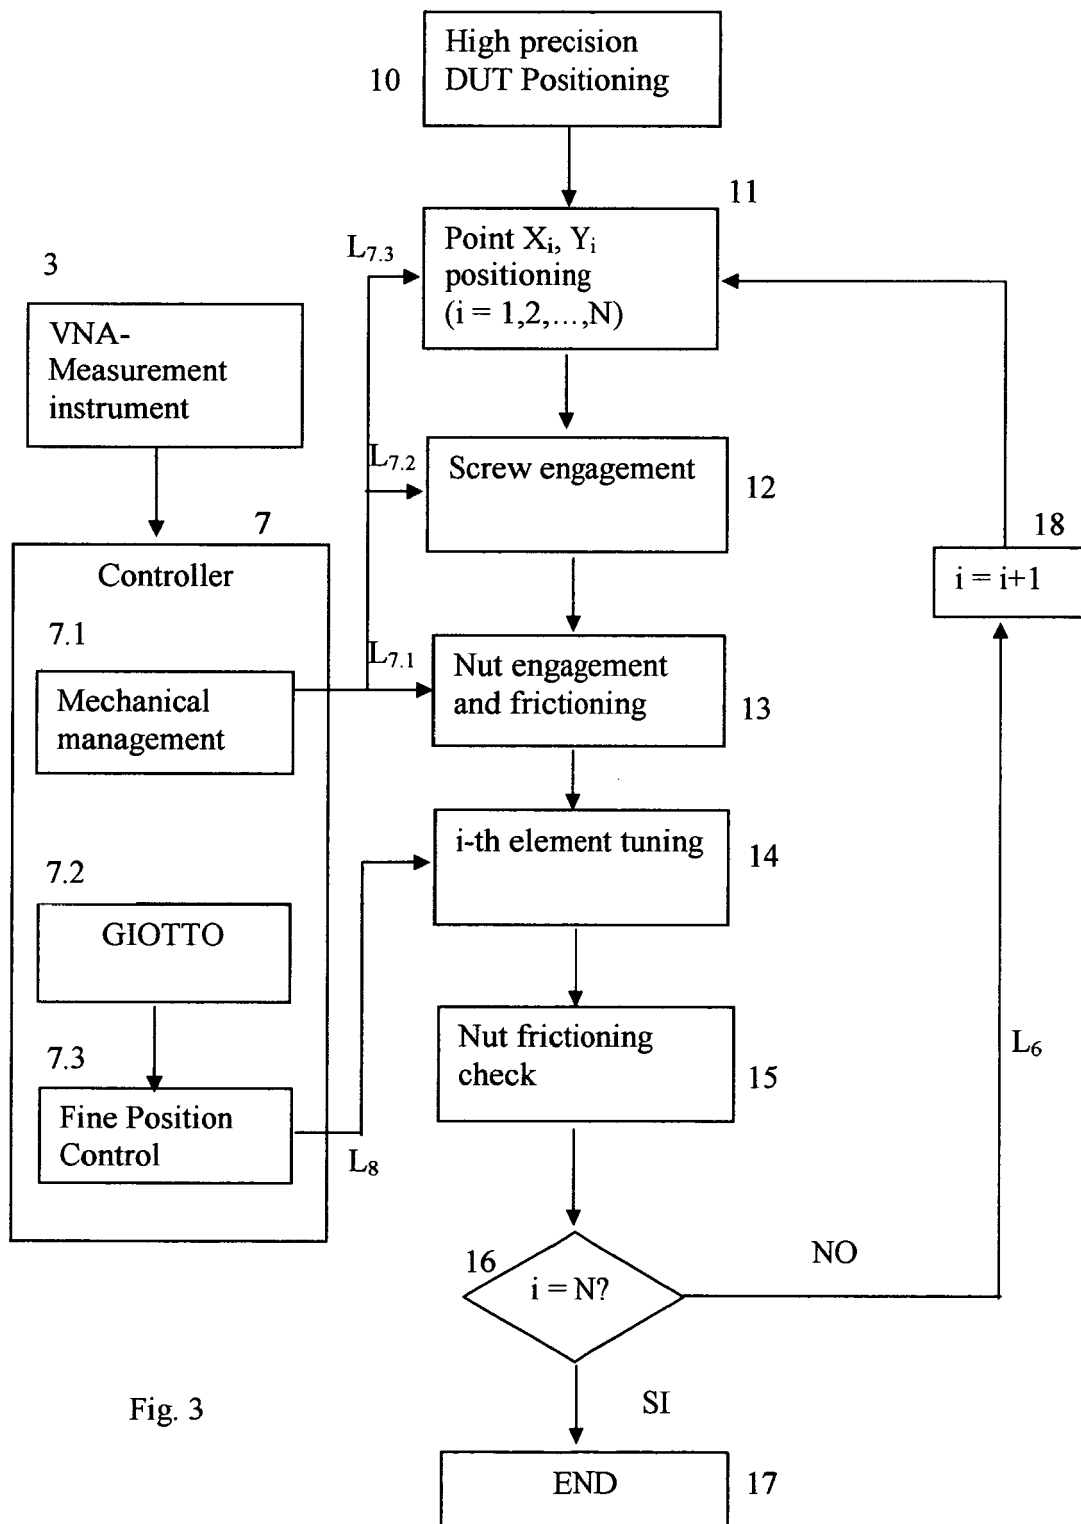 High precision
DUT Positioning
10
11
Point Xᵢ, Yᵢ
positioning
(i = 1,2,...,N)
L₇.₃
3
VNA-
Measurement
instrument
L₇.₂
Screw engagement
12
7
Controller
18
i = i+1
7.1
Mechanical
management
L₇.₁
Nut engagement
and frictioning
13
i-th element tuning
14
7.2
GIOTTO
7.3
Fine Position
Control
L₈
Nut frictioning
check
15
L₆
16
i = N?
NO
SI
Fig. 3
END
17